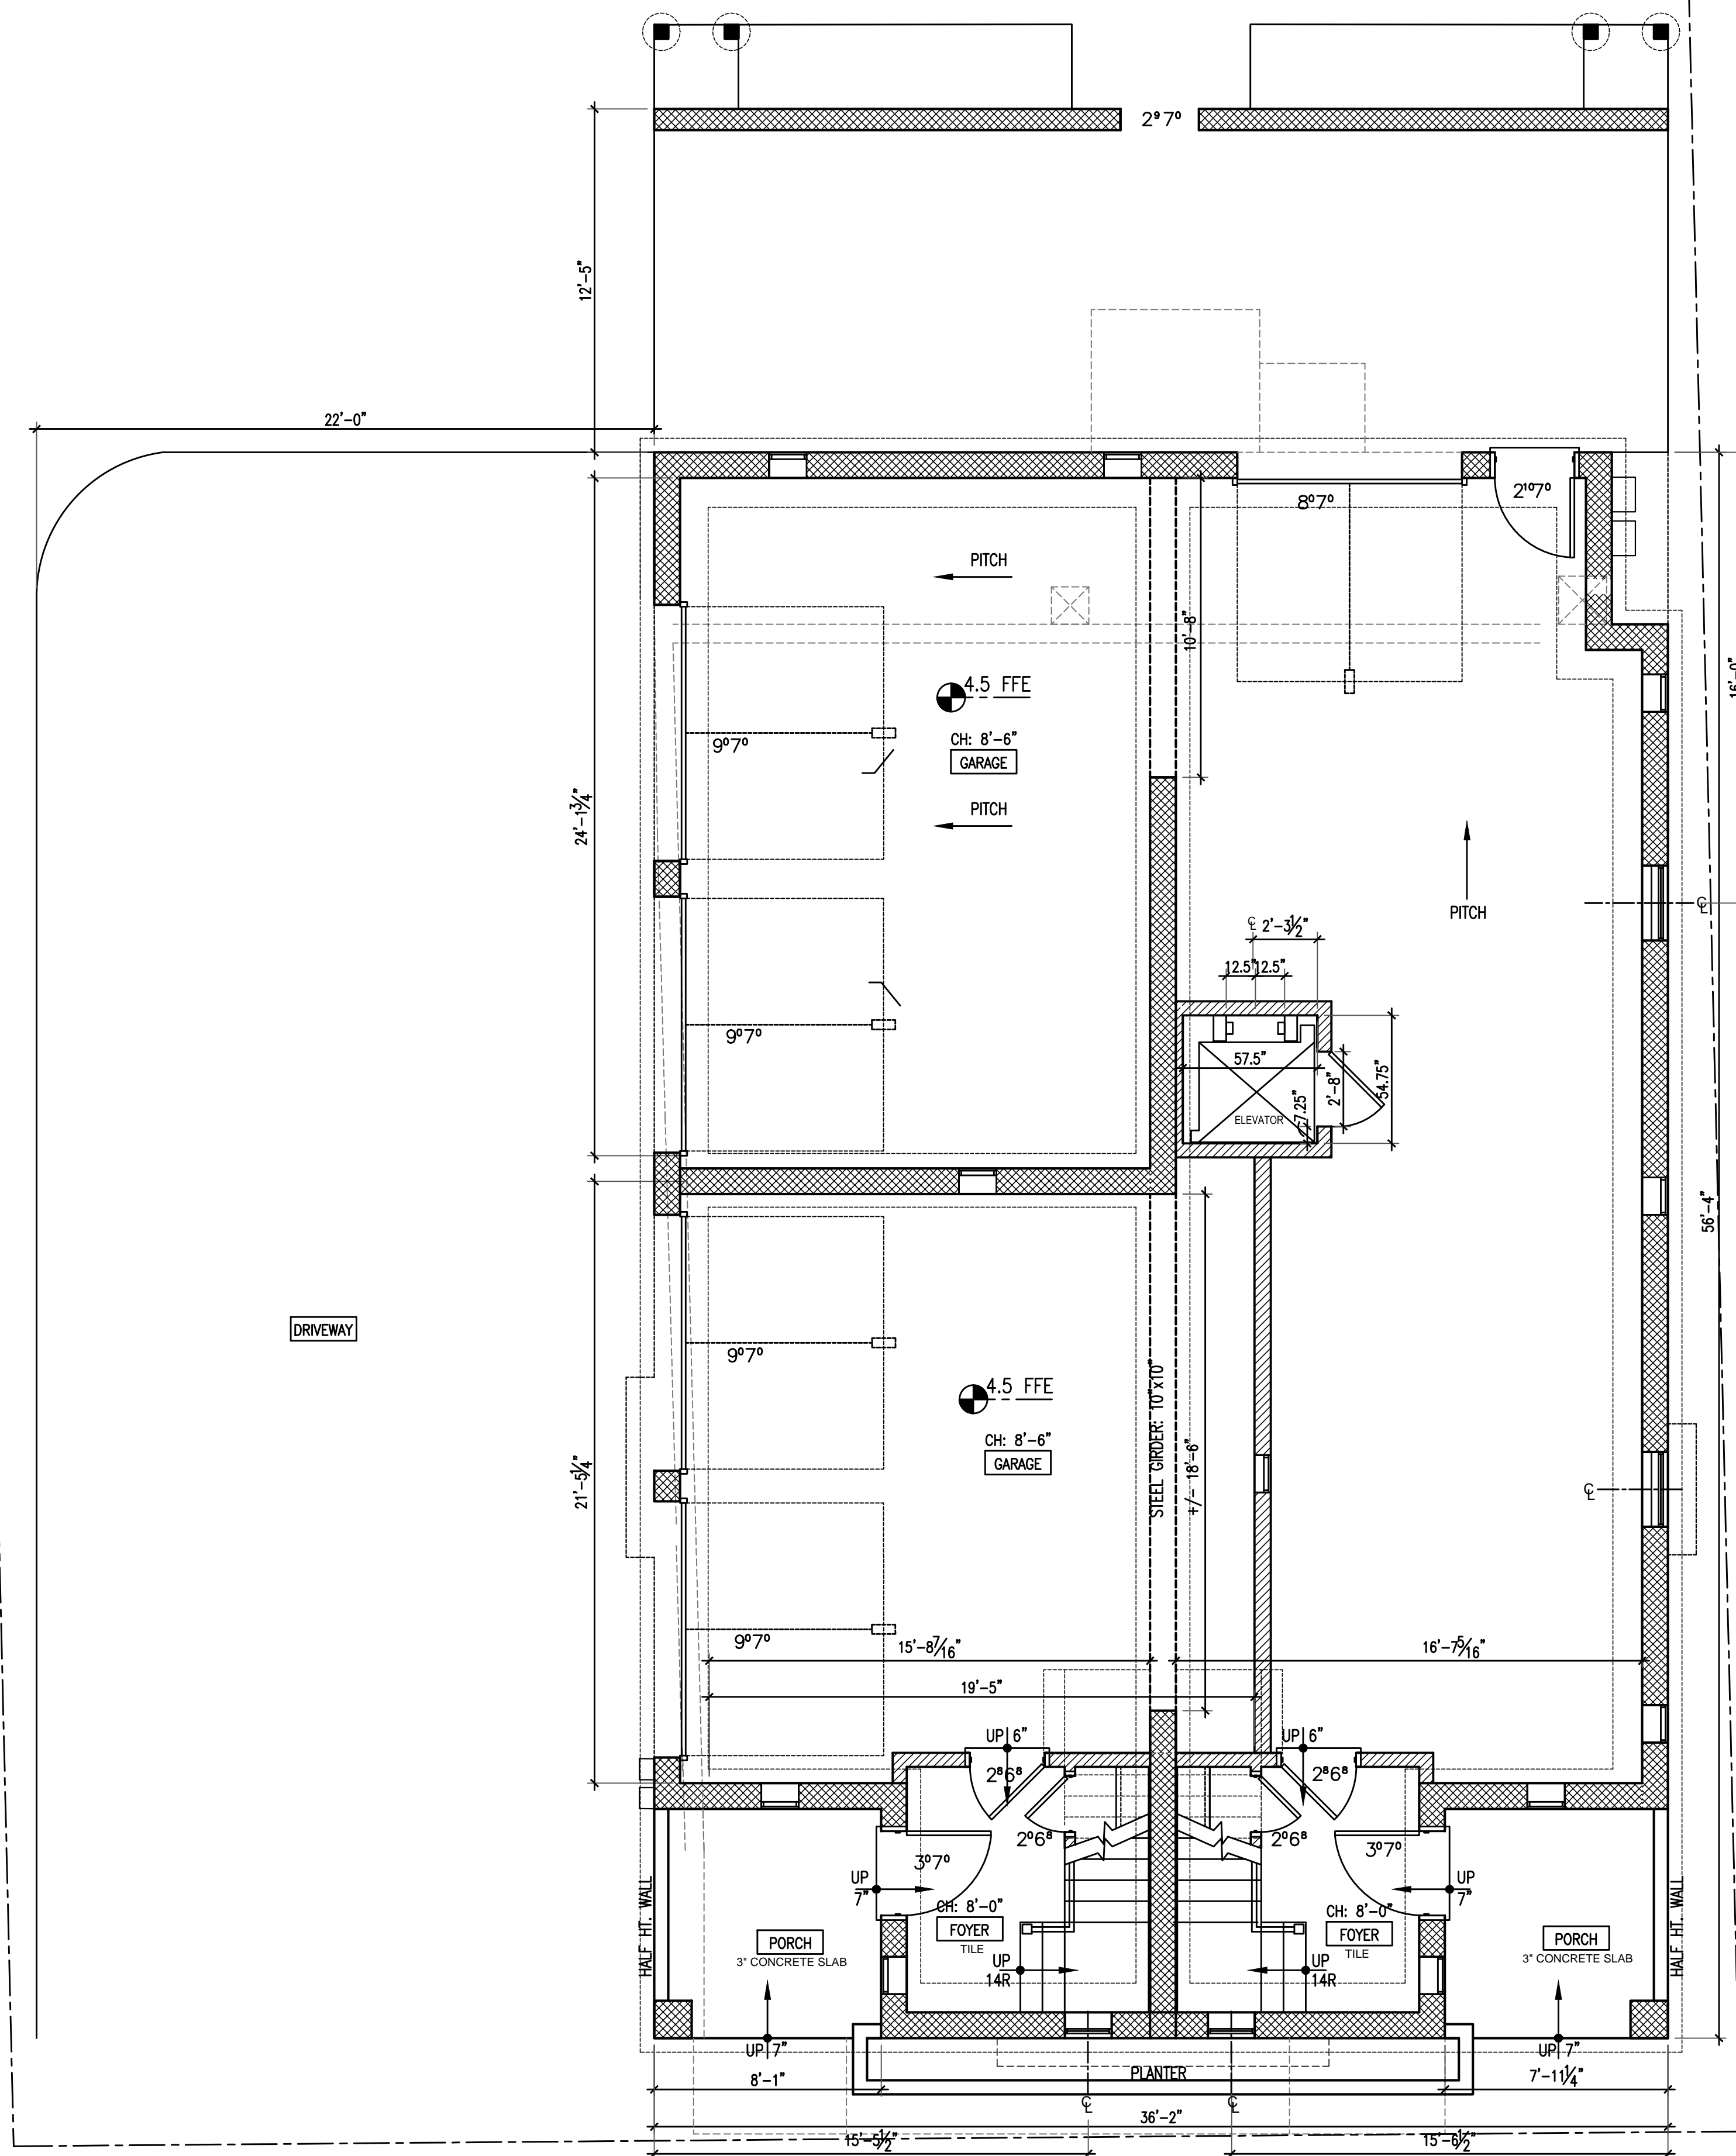 2⁹7⁰
12'-5"
22'-0"
8⁰7⁰
2¹⁰7⁰
PITCH
10'-8"
16'-0"
4.5 FFE
9⁰7⁰
CH: 8'-6"
GARAGE
24'-1¾"
PITCH
PITCH
℄
℄ 2'-3½"
12.5"
12.5"
9⁰7⁰
57.5"
2'-8"
54.75"
7.25"
ELEVATOR
56'-4"
DRIVEWAY
9⁰7⁰
4.5 FFE
CH: 8'-6"
GARAGE
STEEL GIRDER: 10"x10"
+/- 18'-6"
21'-5¼"
℄
9⁰7⁰
15'-8⁷⁄₁₆"
16'-7⁵⁄₁₆"
19'-5"
UP 6"
UP 6"
2⁸6⁸
2⁸6⁸
2⁰6⁸
2⁰6⁸
3⁰7⁰
3⁰7⁰
UP
7"
UP
7"
HALF HT. WALL
HALF HT. WALL
CH: 8'-0"
FOYER
TILE
CH: 8'-0"
FOYER
TILE
PORCH
3" CONCRETE SLAB
PORCH
3" CONCRETE SLAB
UP
14R
UP
14R
UP 7"
UP 7"
PLANTER
8'-1"
7'-11¼"
℄
℄
36'-2"
15'-5½"
15'-6½"